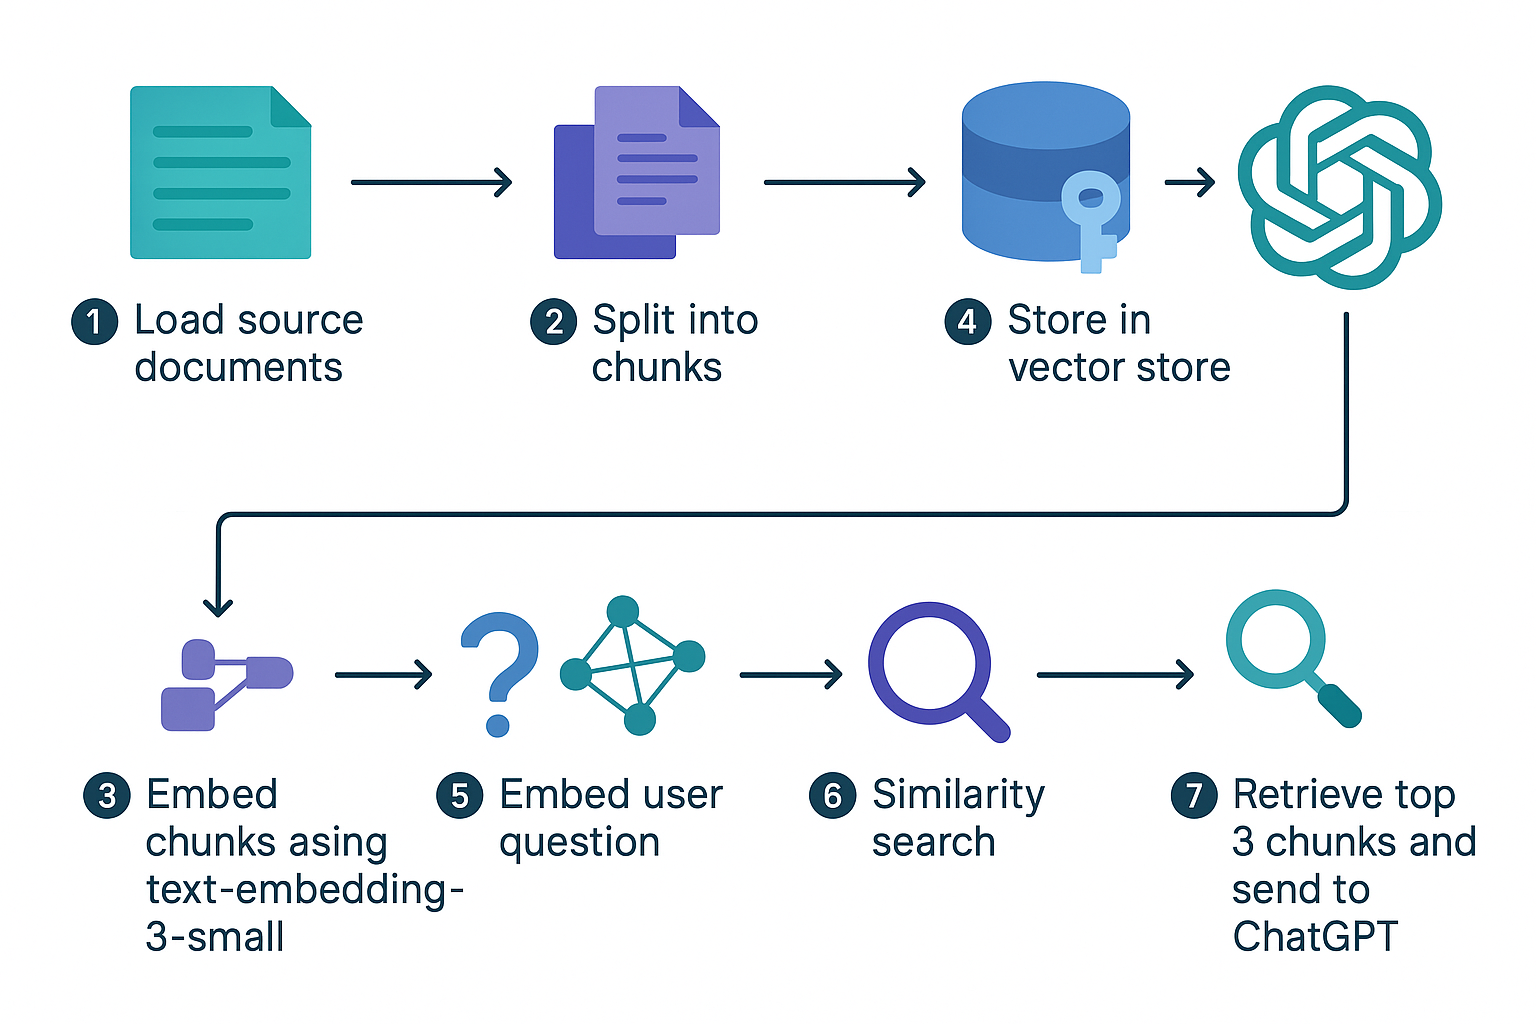 1 Load source
documents
2 Split into
chunks
4 Store in
vector store
3 Embed
chunks asing
text-embedding-
3-small
5 Embed user
question
6 Similarity
search
7 Retrieve top
3 chunks and
send to
ChatGPT